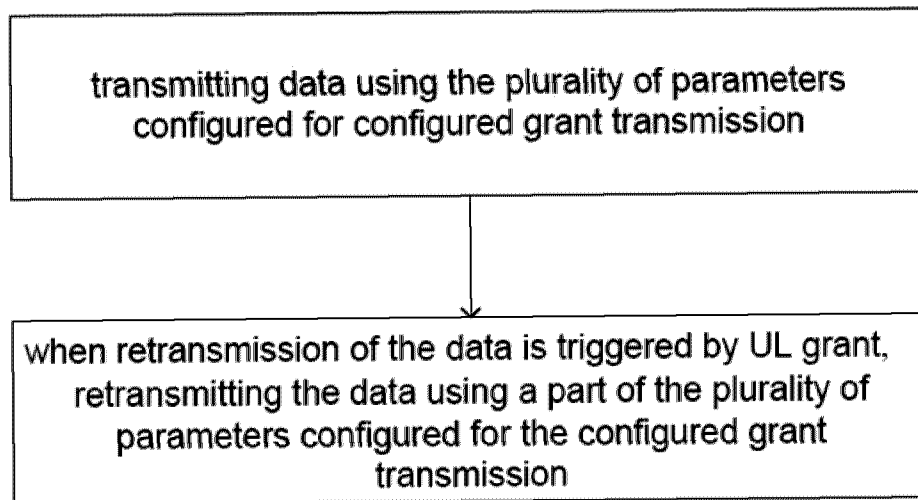 transmitting data using the plurality of parameters
configured for configured grant transmission
when retransmission of the data is triggered by UL grant,
retransmitting the data using a part of the plurality of
parameters configured for the configured grant
transmission